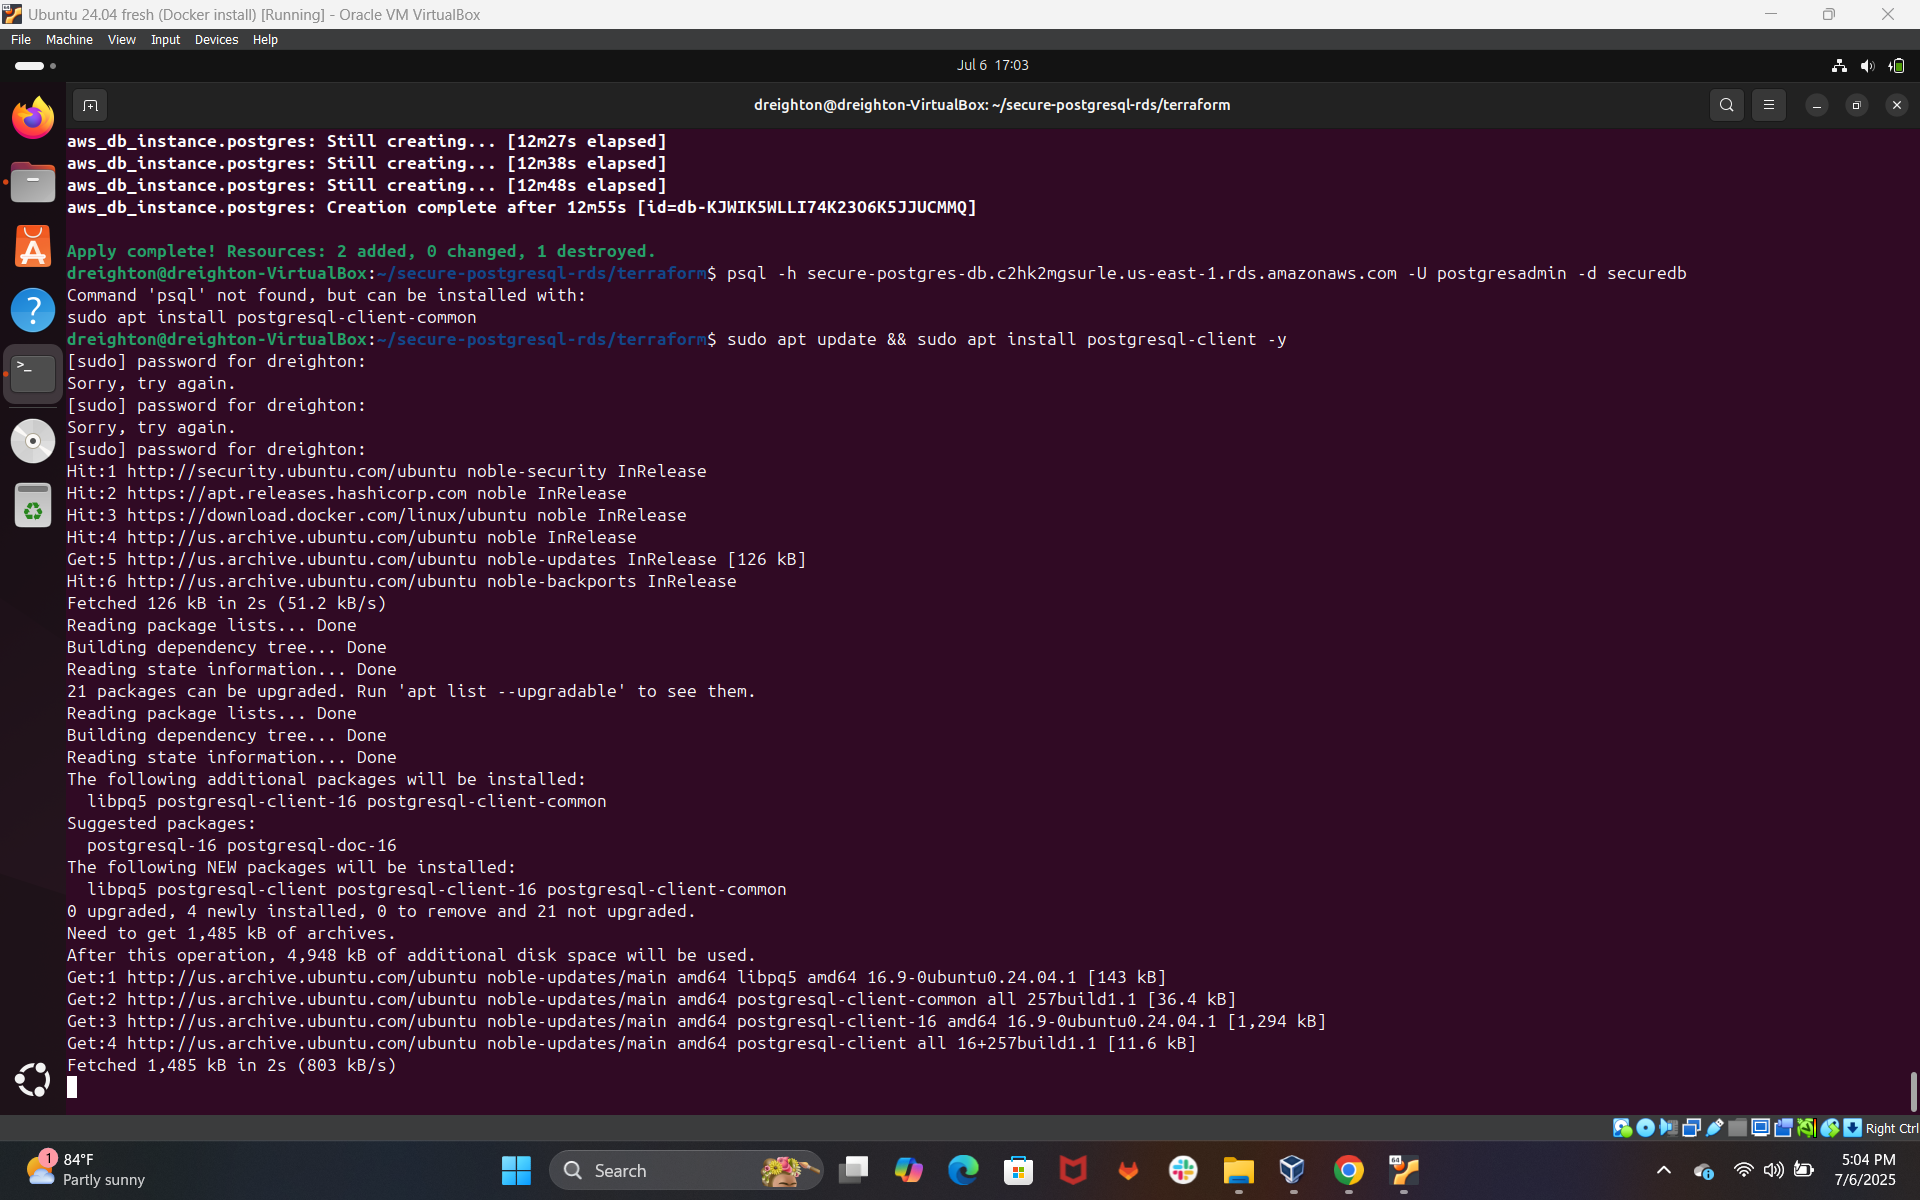 Ubuntu 24.04 fresh (Docker install) [Running] - Oracle VM VirtualBox
File Machine View Input Devices Help
Jul 6 17:03
dreighton@dreighton-VirtualBox: ~/secure-postgresql-rds/terraform
aws_db_instance.postgres: Still creating... [12m27s elapsed]
aws_db_instance.postgres: Still creating... [12m38s elapsed]
aws_db_instance.postgres: Still creating... [12m48s elapsed]
aws_db_instance.postgres: Creation complete after 12m55s [id=db-KJWIK5WLLI74K23O6K5JJUCMMQ]
Apply complete! Resources: 2 added, 0 changed, 1 destroyed.
dreighton@dreighton-VirtualBox:~/secure-postgresql-rds/terraform$ psql -h secure-postgres-db.c2hk2mgsurle.us-east-1.rds.amazonaws.com -U postgresadmin -d securedb
Command 'psql' not found, but can be installed with:
sudo apt install postgresql-client-common
dreighton@dreighton-VirtualBox:~/secure-postgresql-rds/terraform$ sudo apt update && sudo apt install postgresql-client -y
[sudo] password for dreighton:
Sorry, try again.
[sudo] password for dreighton:
Sorry, try again.
[sudo] password for dreighton:
Hit:1 http://security.ubuntu.com/ubuntu noble-security InRelease
Hit:2 https://apt.releases.hashicorp.com noble InRelease
Hit:3 https://download.docker.com/linux/ubuntu noble InRelease
Hit:4 http://us.archive.ubuntu.com/ubuntu noble InRelease
Get:5 http://us.archive.ubuntu.com/ubuntu noble-updates InRelease [126 kB]
Hit:6 http://us.archive.ubuntu.com/ubuntu noble-backports InRelease
Fetched 126 kB in 2s (51.2 kB/s)
Reading package lists... Done
Building dependency tree... Done
Reading state information... Done
21 packages can be upgraded. Run 'apt list --upgradable' to see them.
Reading package lists... Done
Building dependency tree... Done
Reading state information... Done
The following additional packages will be installed:
libpq5 postgresql-client-16 postgresql-client-common
Suggested packages:
postgresql-16 postgresql-doc-16
The following NEW packages will be installed:
libpq5 postgresql-client postgresql-client-16 postgresql-client-common
0 upgraded, 4 newly installed, 0 to remove and 21 not upgraded.
Need to get 1,485 kB of archives.
After this operation, 4,948 kB of additional disk space will be used.
Get:1 http://us.archive.ubuntu.com/ubuntu noble-updates/main amd64 libpq5 amd64 16.9-0ubuntu0.24.04.1 [143 kB]
Get:2 http://us.archive.ubuntu.com/ubuntu noble-updates/main amd64 postgresql-client-common all 257build1.1 [36.4 kB]
Get:3 http://us.archive.ubuntu.com/ubuntu noble-updates/main amd64 postgresql-client-16 amd64 16.9-0ubuntu0.24.04.1 [1,294 kB]
Get:4 http://us.archive.ubuntu.com/ubuntu noble-updates/main amd64 postgresql-client all 16+257build1.1 [11.6 kB]
Fetched 1,485 kB in 2s (803 kB/s)
Right Ctrl
1
84°F
Partly sunny
Search
64
5:04 PM
7/6/2025